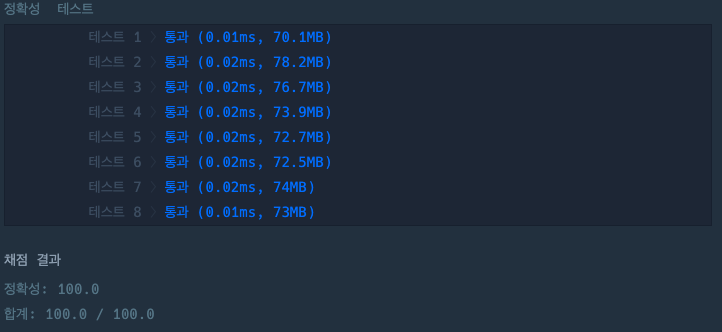 정확성 테스트
테스트 1 〉 통과 (0.01ms, 70.1MB)
테스트 2 〉 통과 (0.02ms, 78.2MB)
테스트 3 〉 통과 (0.02ms, 76.7MB)
테스트 4 〉 통과 (0.02ms, 73.9MB)
테스트 5 〉 통과 (0.02ms, 72.7MB)
테스트 6 〉 통과 (0.02ms, 72.5MB)
테스트 7 〉 통과 (0.02ms, 74MB)
테스트 8 〉 통과 (0.01ms, 73MB)
채점 결과
정확성: 100.0
합계: 100.0 / 100.0